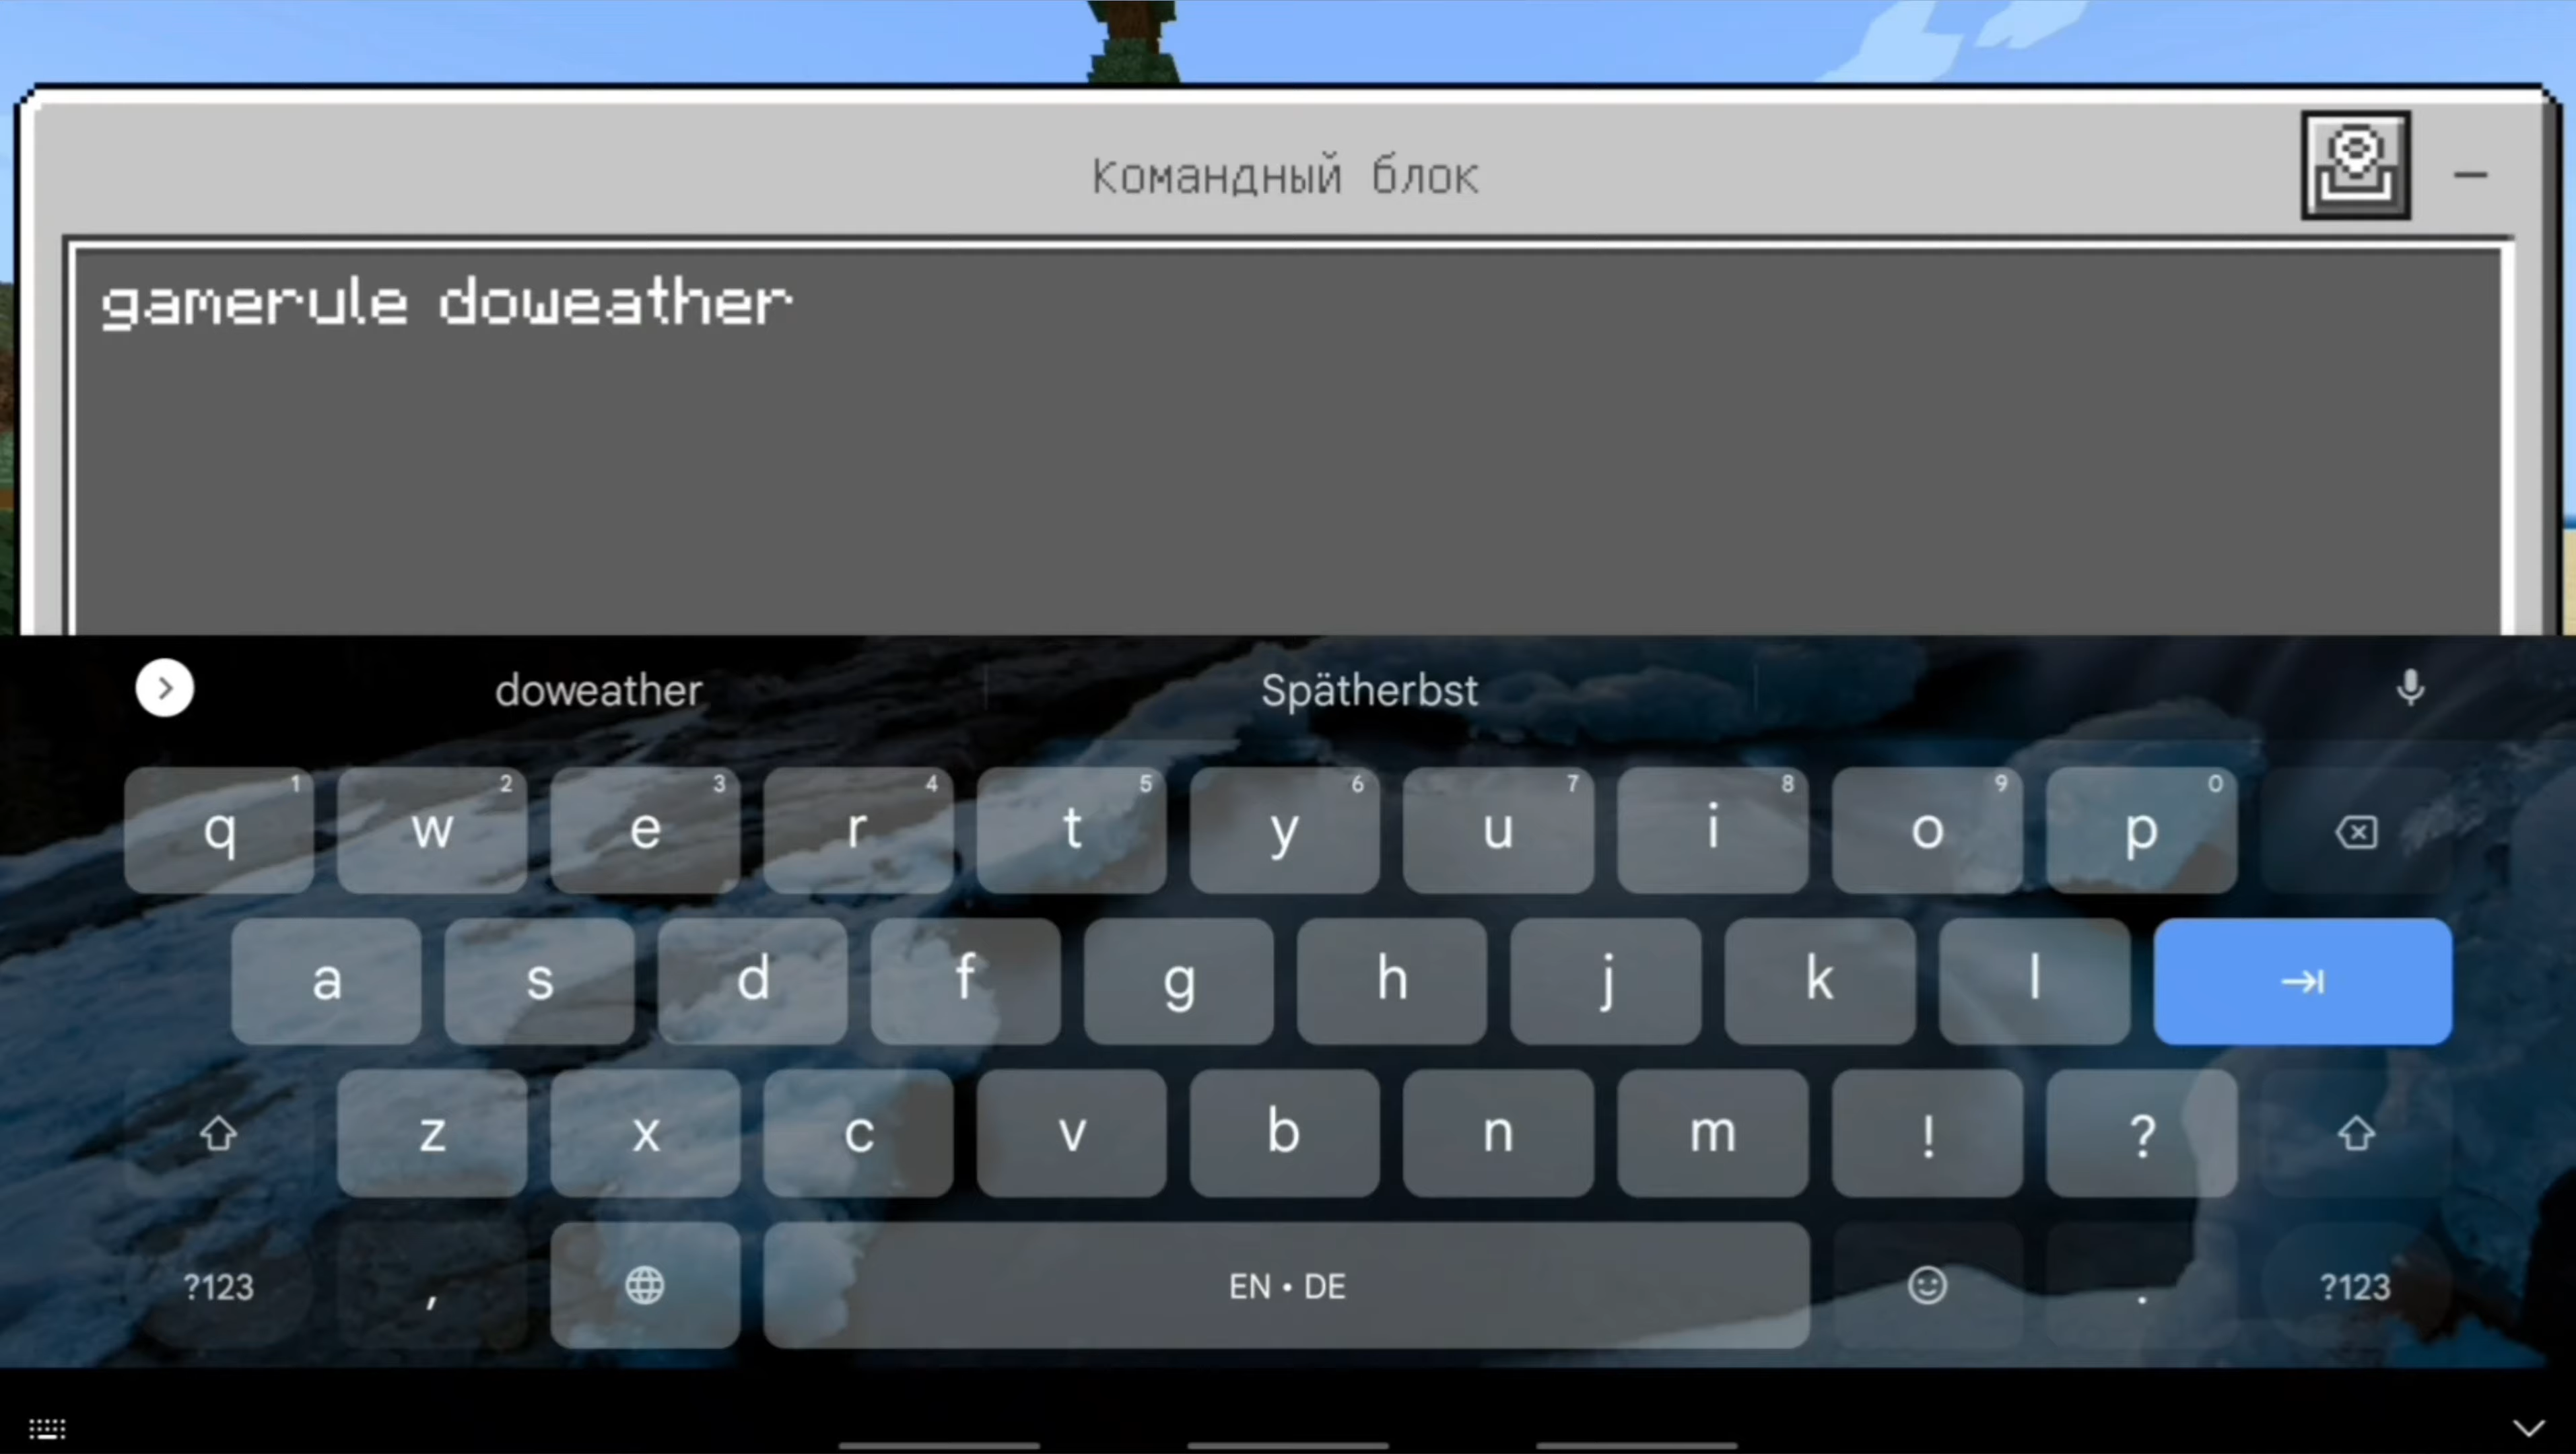 Командный блок
gamerule doweather
doweather Spätherbst
q 1 w 2 e 3 r 4 t 5 y 6 u 7 i 8 o 9 p 0
a s d f g h j k l
z x c v b n m ! ?
?123 , EN • DE . ?123